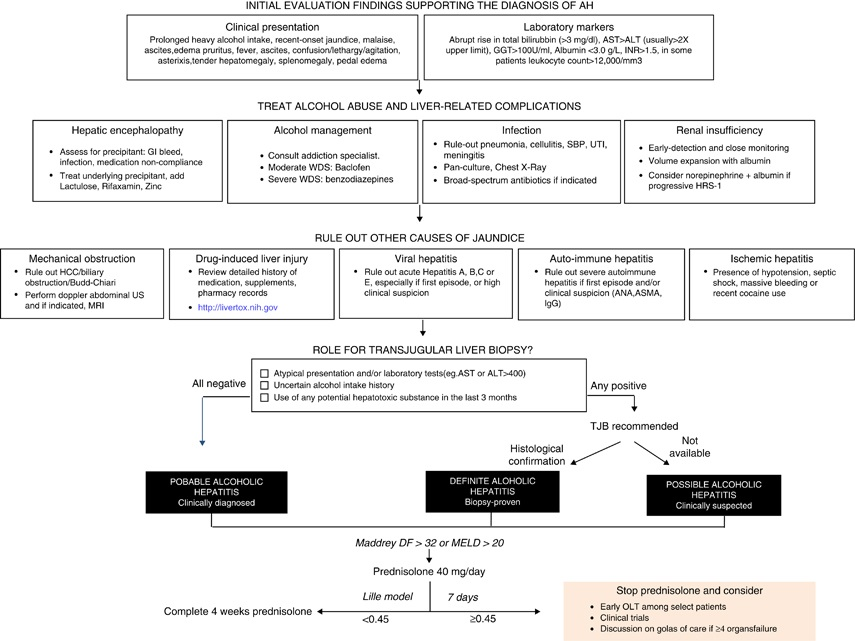 INITIAL EVALUATION FINDINGS SUPPORTING THE DIAGNOSIS OF AH
Clinical presentation
Prolonged heavy alcohol intake, recent-onset jaundice, malaise,
ascites,edema pruritus, fever, ascites, confusion/lethargy/agitation,
asterixis,tender hepatomegaly, splenomegaly, pedal edema
Laboratory markers
Abrupt rise in total bilirubbin (>3 mg/dl), AST>ALT (usually>2X
upper limit), GGT>100U/ml, Albumin <3.0 g/L, INR>1.5, in some
patients leukocyte count>12,000/mm3
TREAT ALCOHOL ABUSE AND LIVER-RELATED COMPLICATIONS
Hepatic encephalopathy
• Assess for precipitant: GI bleed,
infection, medication non-compliance
• Treat underlying precipitant, add
Lactulose, Rifaxamin, Zinc
Alcohol management
• Consult addiction specialist.
• Moderate WDS: Baclofen
• Severe WDS: benzodiazepines
Infection
• Rule-out pneumonia, cellulitis, SBP, UTI,
meningitis
• Pan-culture, Chest X-Ray
• Broad-spectrum antibiotics if indicated
Renal insufficiency
• Early-detection and close monitoring
• Volume expansion with albumin
• Consider norepinephrine + albumin if
progressive HRS-1
RULE OUT OTHER CAUSES OF JAUNDICE
Mechanical obstruction
• Rule out HCC/biliary
obstruction/Budd-Chiari
• Perform doppler abdominal US
and if indicated, MRI
Drug-induced liver injury
• Review detailed history of
medication, supplements,
pharmacy records
• http://livertox.nih.gov
Viral hepatitis
• Rule out acute Hepatitis A, B,C or
E, especially if first episode, or high
clinical suspicion
Auto-immune hepatitis
• Rule out severe autoimmune
hepatitis if first episode and/or
clinical suspicion (ANA,ASMA,
IgG)
Ischemic hepatitis
• Presence of hypotension, septic
shock, massive bleeding or
recent cocaine use
ROLE FOR TRANSJUGULAR LIVER BIOPSY?
Atypical presentation and/or laboratory tests(eg.AST or ALT>400)
Uncertain alcohol intake history
Use of any potential hepatotoxic substance in the last 3 months
All negative
Any positive
TJB recommended
Histological
confirmation
Not
available
POBABLE ALCOHOLIC
HEPATITIS
Clinically diagnosed
DEFINITE ALOHOLIC
HEPATITIS
Biopsy-proven
POSSIBLE ALCOHOLIC
HEPATITIS
Clinically suspected
Maddrey DF > 32 or MELD > 20
Prednisolone 40 mg/day
Lille model 7 days
Complete 4 weeks prednisolone
<0.45 ≥0.45
Stop prednisolone and consider
• Early OLT among select patients
• Clinical trials
• Discussion on golas of care if ≥4 organsfailure